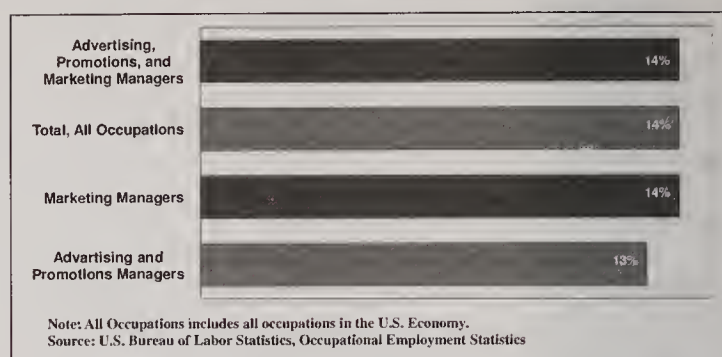 Advertising,
Promotions, and
Marketing Managers
14%
Total, All Occupations
14%
Marketing Managers
14%
Advartising and
Promotions Managers
13%
Note: All Occupations includes all occupations in the U.S. Economy.
Source: U.S. Bureau of Labor Statistics, Occupational Employment Statistics